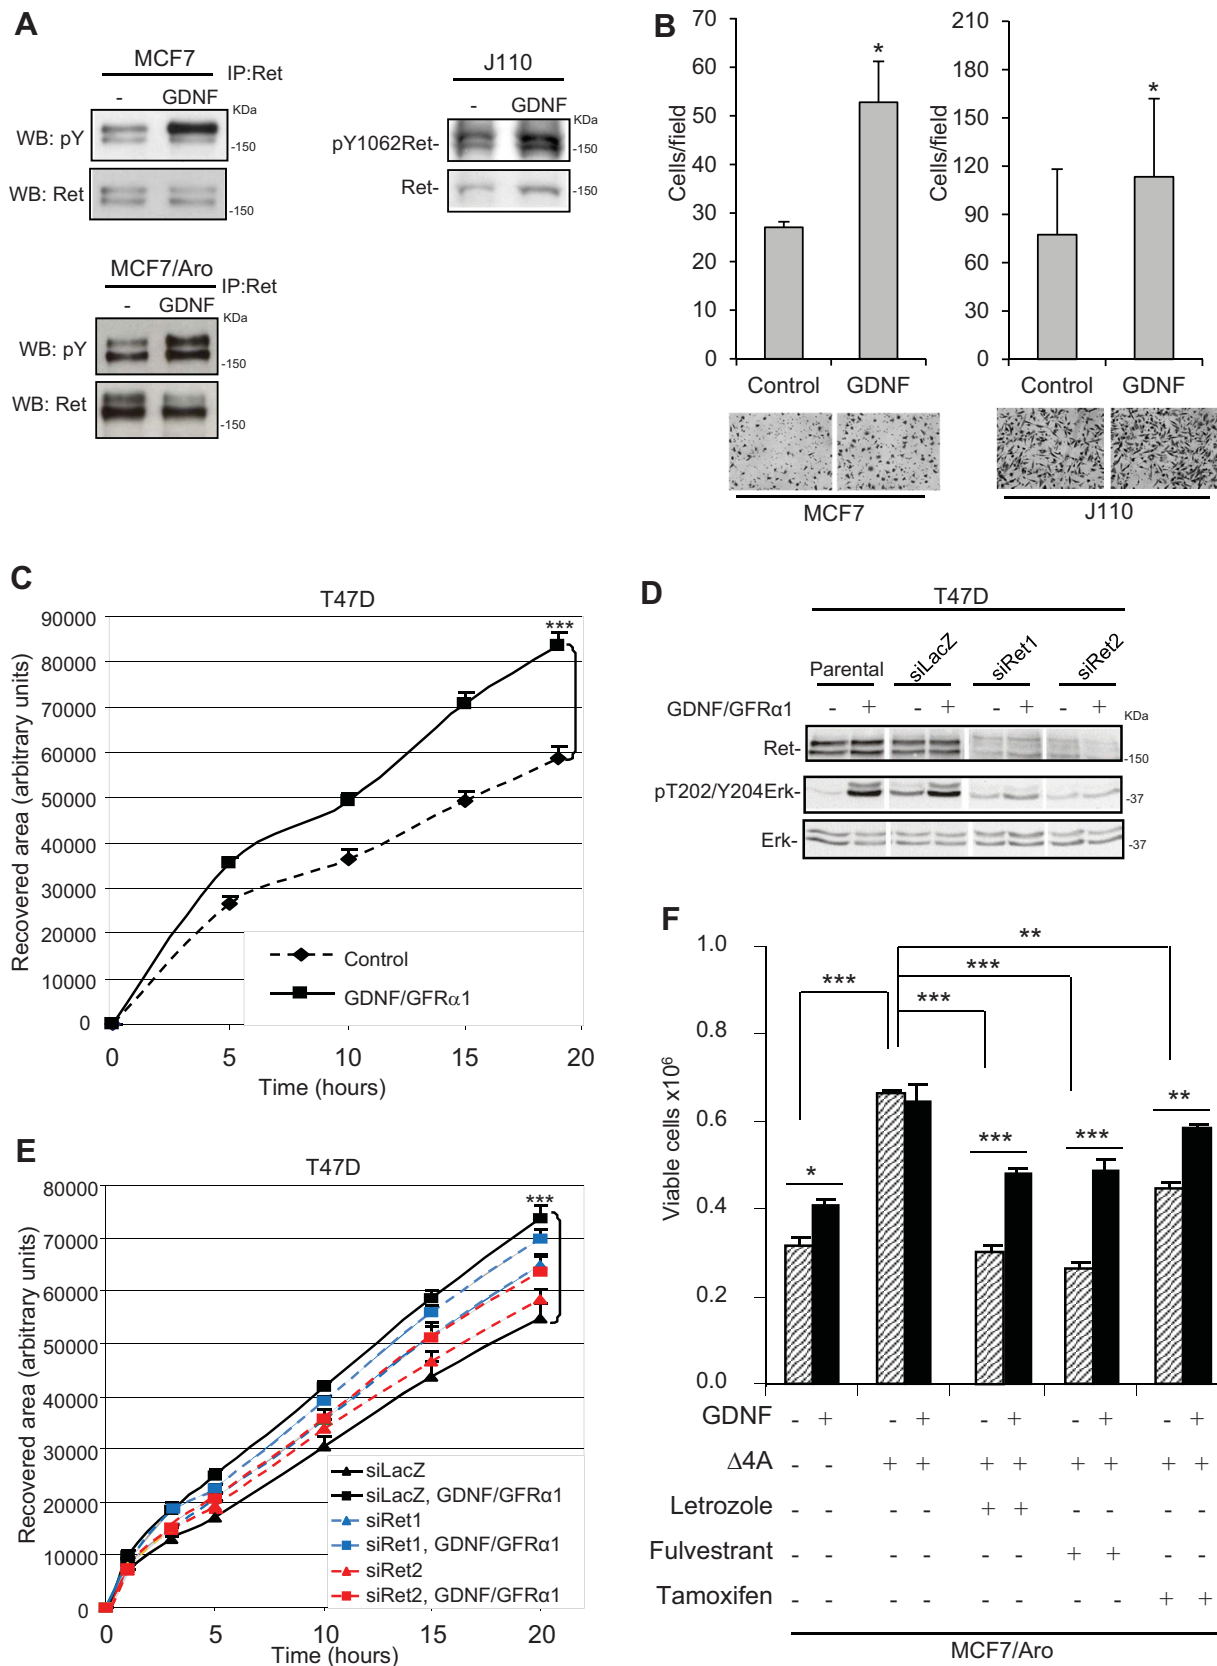 A
MCF7
IP:Ret
- GDNF
KDa
WB: pY
-150
WB: Ret
-150
J110
- GDNF
KDa
pY1062Ret-
-150
Ret-
-150
MCF7/Aro
IP:Ret
- GDNF
KDa
WB: pY
-150
WB: Ret
-150
B
Cells/field
70
60
50
40
30
20
10
0
*
Control GDNF
MCF7
Cells/field
210
180
150
120
90
60
30
0
*
Control GDNF
J110
C
T47D
Recovered area (arbitrary units)
90000
80000
70000
60000
50000
40000
30000
20000
10000
0
***
Control
GDNF/GFRα1
0 5 10 15 20
Time (hours)
D
T47D
Parental siLacZ siRet1 siRet2
GDNF/GFRα1 - + - + - + - +
KDa
Ret-
-150
pT202/Y204Erk-
-37
Erk-
-37
E
T47D
Recovered area (arbitrary units)
80000
70000
60000
50000
40000
30000
20000
10000
0
***
siLacZ
siLacZ, GDNF/GFRα1
siRet1
siRet1, GDNF/GFRα1
siRet2
siRet2, GDNF/GFRα1
0 5 10 15 20
Time (hours)
F
Viable cells x10⁶
1.0
0.8
0.6
0.4
0.2
0.0
**
***
***
***
**
***
***
*
GDNF - + - + - + - + - +
Δ4A - - + + + + + + + +
Letrozole - - - - + + - - - -
Fulvestrant - - - - - - + + - -
Tamoxifen - - - - - - - - + +
MCF7/Aro